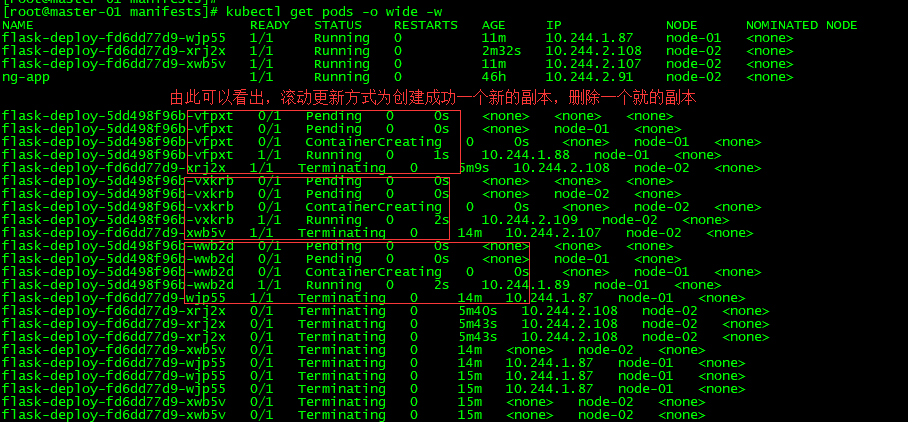 [root@master-01 manifests]#
[root@master-01 manifests]# kubectl get pods -o wide -w
NAME READY STATUS RESTARTS AGE IP NODE NOMINATED NODE
flask-deploy-fd6dd77d9-wjp55 1/1 Running 0 11m 10.244.1.87 node-01 <none>
flask-deploy-fd6dd77d9-xrj2x 1/1 Running 0 2m32s 10.244.2.108 node-02 <none>
flask-deploy-fd6dd77d9-xwb5v 1/1 Running 0 11m 10.244.2.107 node-02 <none>
ng-app 1/1 Running 0 46h 10.244.2.91 node-02 <none>
由此可以看出，滚动更新方式为创建成功一个新的副本，删除一个就的副本
flask-deploy-5dd498f96b-vfpxt 0/1 Pending 0 0s <none> <none> <none>
flask-deploy-5dd498f96b-vfpxt 0/1 Pending 0 0s <none> node-01 <none>
flask-deploy-5dd498f96b-vfpxt 0/1 ContainerCreating 0 0s <none> node-01 <none>
flask-deploy-5dd498f96b-vfpxt 1/1 Running 0 1s 10.244.1.88 node-01 <none>
flask-deploy-fd6dd77d9-xrj2x 1/1 Terminating 0 5m9s 10.244.2.108 node-02 <none>
flask-deploy-5dd498f96b-vxkrb 0/1 Pending 0 0s <none> <none> <none>
flask-deploy-5dd498f96b-vxkrb 0/1 Pending 0 0s <none> node-02 <none>
flask-deploy-5dd498f96b-vxkrb 0/1 ContainerCreating 0 0s <none> node-02 <none>
flask-deploy-5dd498f96b-vxkrb 1/1 Running 0 2s 10.244.2.109 node-02 <none>
flask-deploy-fd6dd77d9-xwb5v 1/1 Terminating 0 14m 10.244.2.107 node-02 <none>
flask-deploy-5dd498f96b-wwb2d 0/1 Pending 0 0s <none> <none> <none>
flask-deploy-5dd498f96b-wwb2d 0/1 Pending 0 0s <none> node-01 <none>
flask-deploy-5dd498f96b-wwb2d 0/1 ContainerCreating 0 0s <none> node-01 <none>
flask-deploy-5dd498f96b-wwb2d 1/1 Running 0 2s 10.244.1.89 node-01 <none>
flask-deploy-fd6dd77d9-wjp55 1/1 Terminating 0 14m 10.244.1.87 node-01 <none>
flask-deploy-fd6dd77d9-xrj2x 0/1 Terminating 0 5m40s 10.244.2.108 node-02 <none>
flask-deploy-fd6dd77d9-xrj2x 0/1 Terminating 0 5m43s 10.244.2.108 node-02 <none>
flask-deploy-fd6dd77d9-xrj2x 0/1 Terminating 0 5m43s 10.244.2.108 node-02 <none>
flask-deploy-fd6dd77d9-xwb5v 0/1 Terminating 0 14m <none> node-02 <none>
flask-deploy-fd6dd77d9-wjp55 0/1 Terminating 0 14m 10.244.1.87 node-01 <none>
flask-deploy-fd6dd77d9-wjp55 0/1 Terminating 0 15m 10.244.1.87 node-01 <none>
flask-deploy-fd6dd77d9-wjp55 0/1 Terminating 0 15m 10.244.1.87 node-01 <none>
flask-deploy-fd6dd77d9-xwb5v 0/1 Terminating 0 15m <none> node-02 <none>
flask-deploy-fd6dd77d9-xwb5v 0/1 Terminating 0 15m <none> node-02 <none>